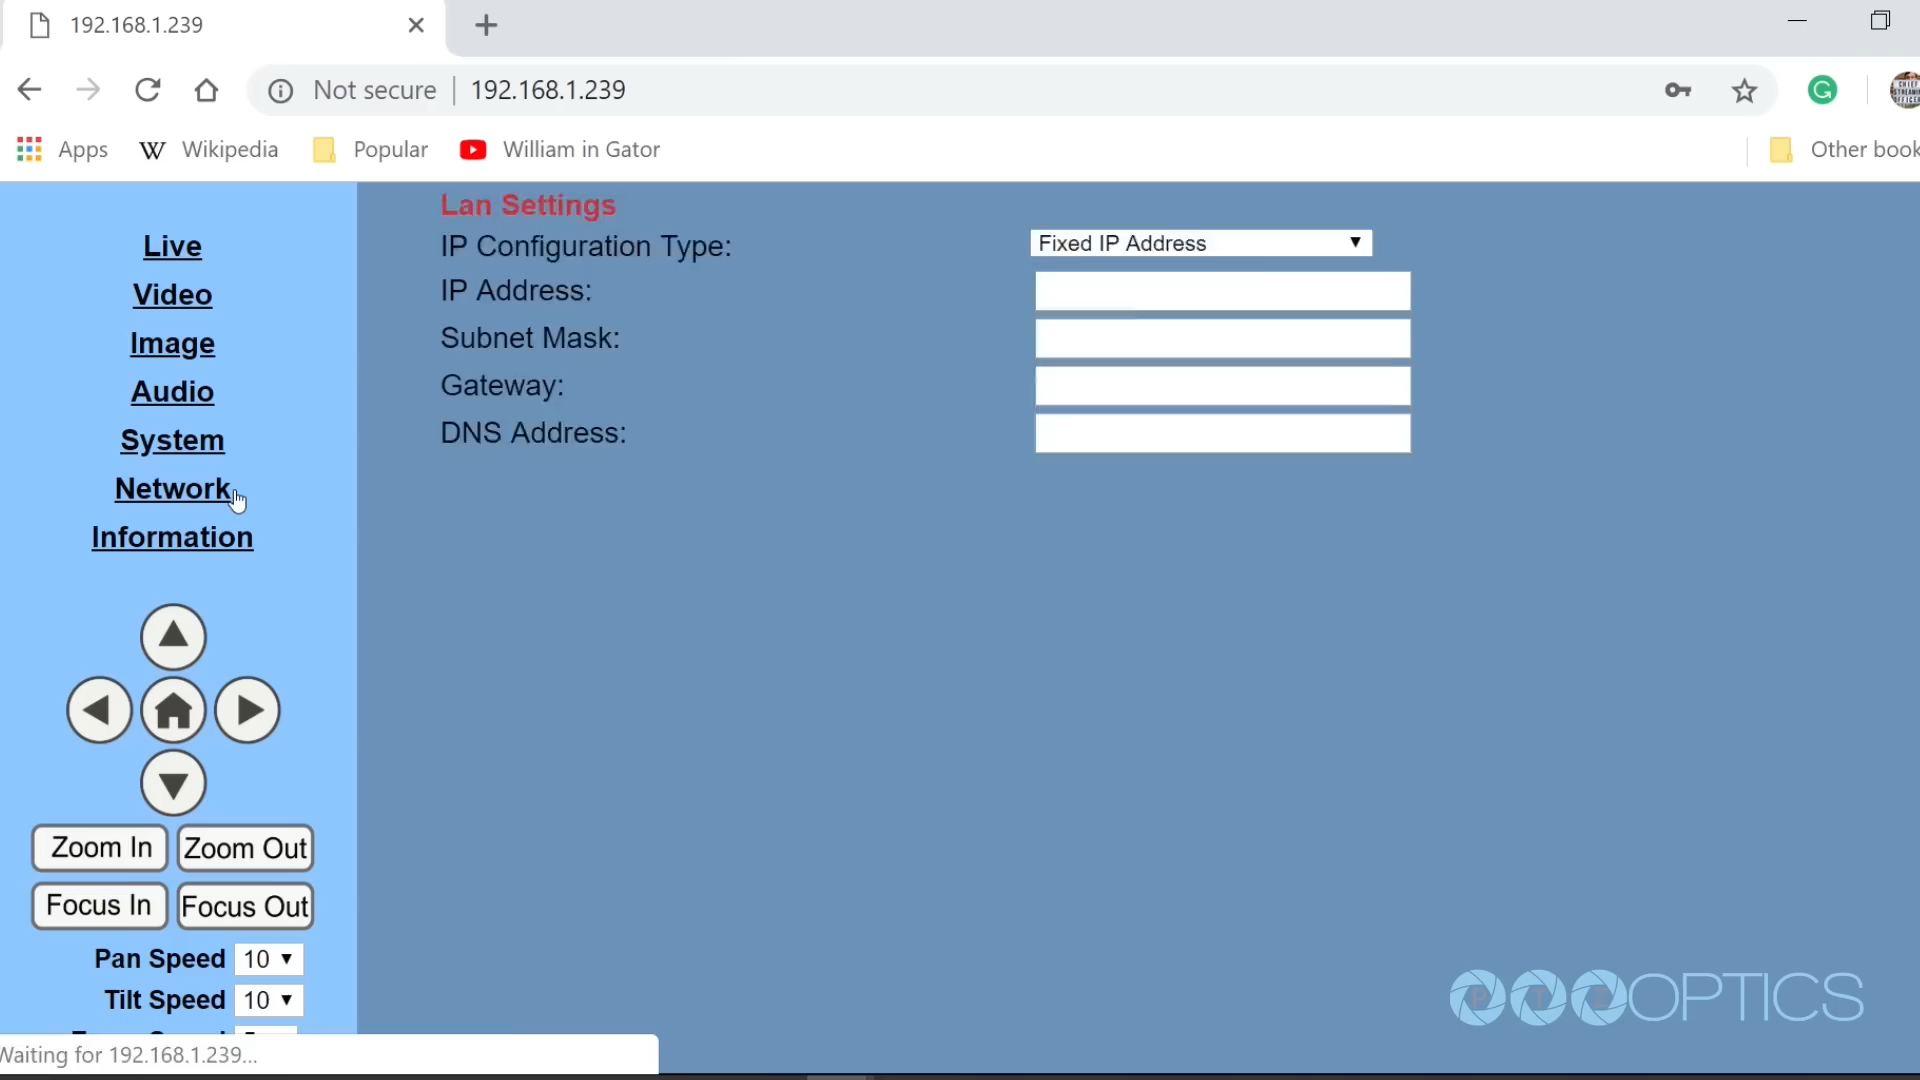 192.168.1.239
Not secure 192.168.1.239
Apps Wikipedia Popular William in Gator Other book
Live
Video
Image
Audio
System
Network
Information
Zoom In Zoom Out
Focus In Focus Out
Pan Speed 10
Tilt Speed 10
Lan Settings
IP Configuration Type: Fixed IP Address
IP Address:
Subnet Mask:
Gateway:
DNS Address:
PTZOPTICS
Waiting for 192.168.1.239...